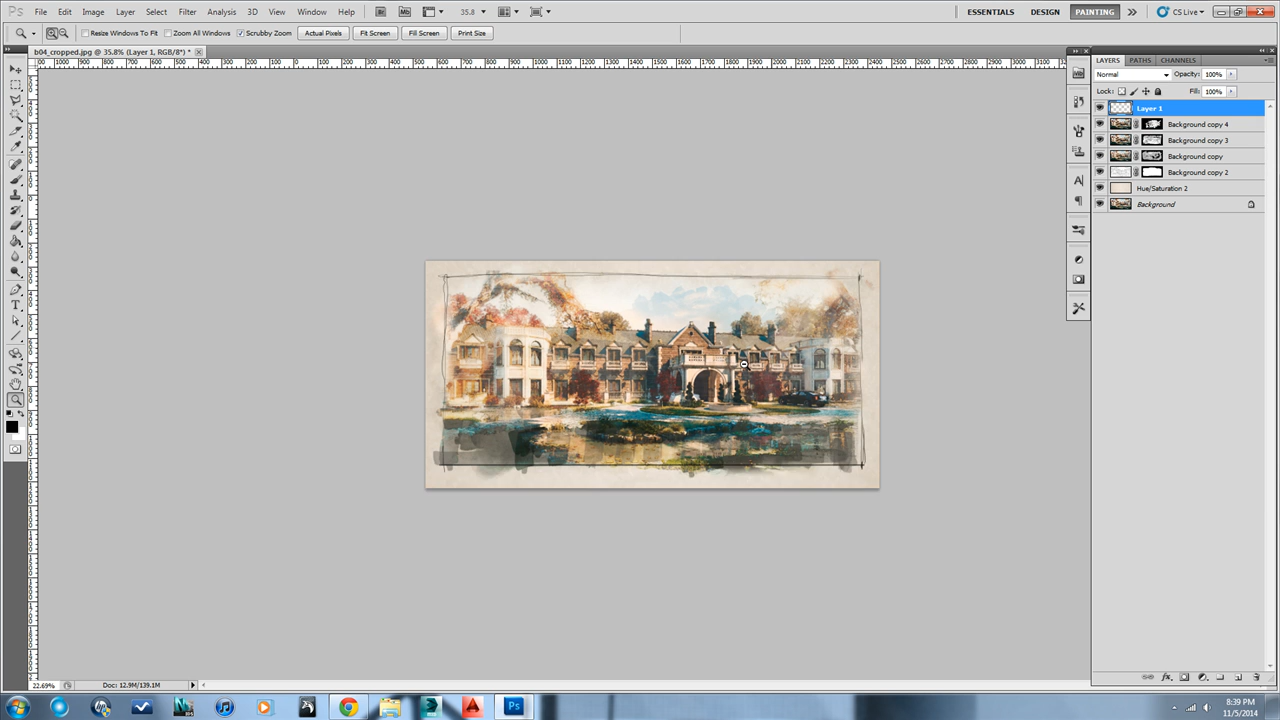 Ps File Edit Image Layer Select Filter Analysis 3D View Window Help Br Mb 35.8 ESSENTIALS DESIGN PAINTING CS Live
Resize Windows To Fit Zoom All Windows Scrubby Zoom Actual Pixels Fit Screen Fill Screen Print Size
b04_cropped.jpg @ 35.8% (Layer 1, RGB/8*) *
LAYERS PATHS CHANNELS
Normal Opacity: 100%
Lock: Fill: 100%
Layer 1
Background copy 4
Background copy 3
Background copy
Background copy 2
Hue/Saturation 2
Background
22.69% Doc: 12.9M/139.1M
8:39 PM
11/5/2014